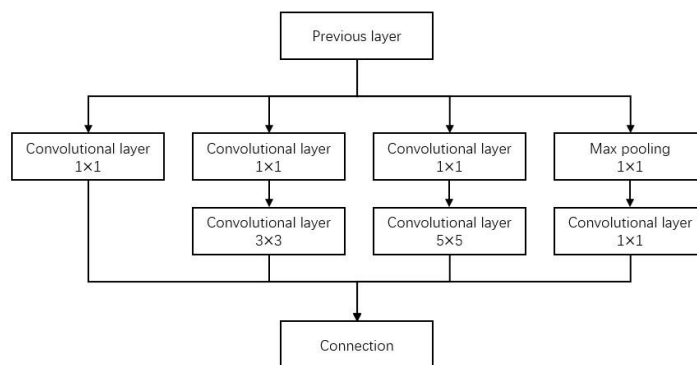 Previous layer
Convolutional layer
1×1
Convolutional layer
1×1
Convolutional layer
1×1
Max pooling
1×1
Convolutional layer
3×3
Convolutional layer
5×5
Convolutional layer
1×1
Connection